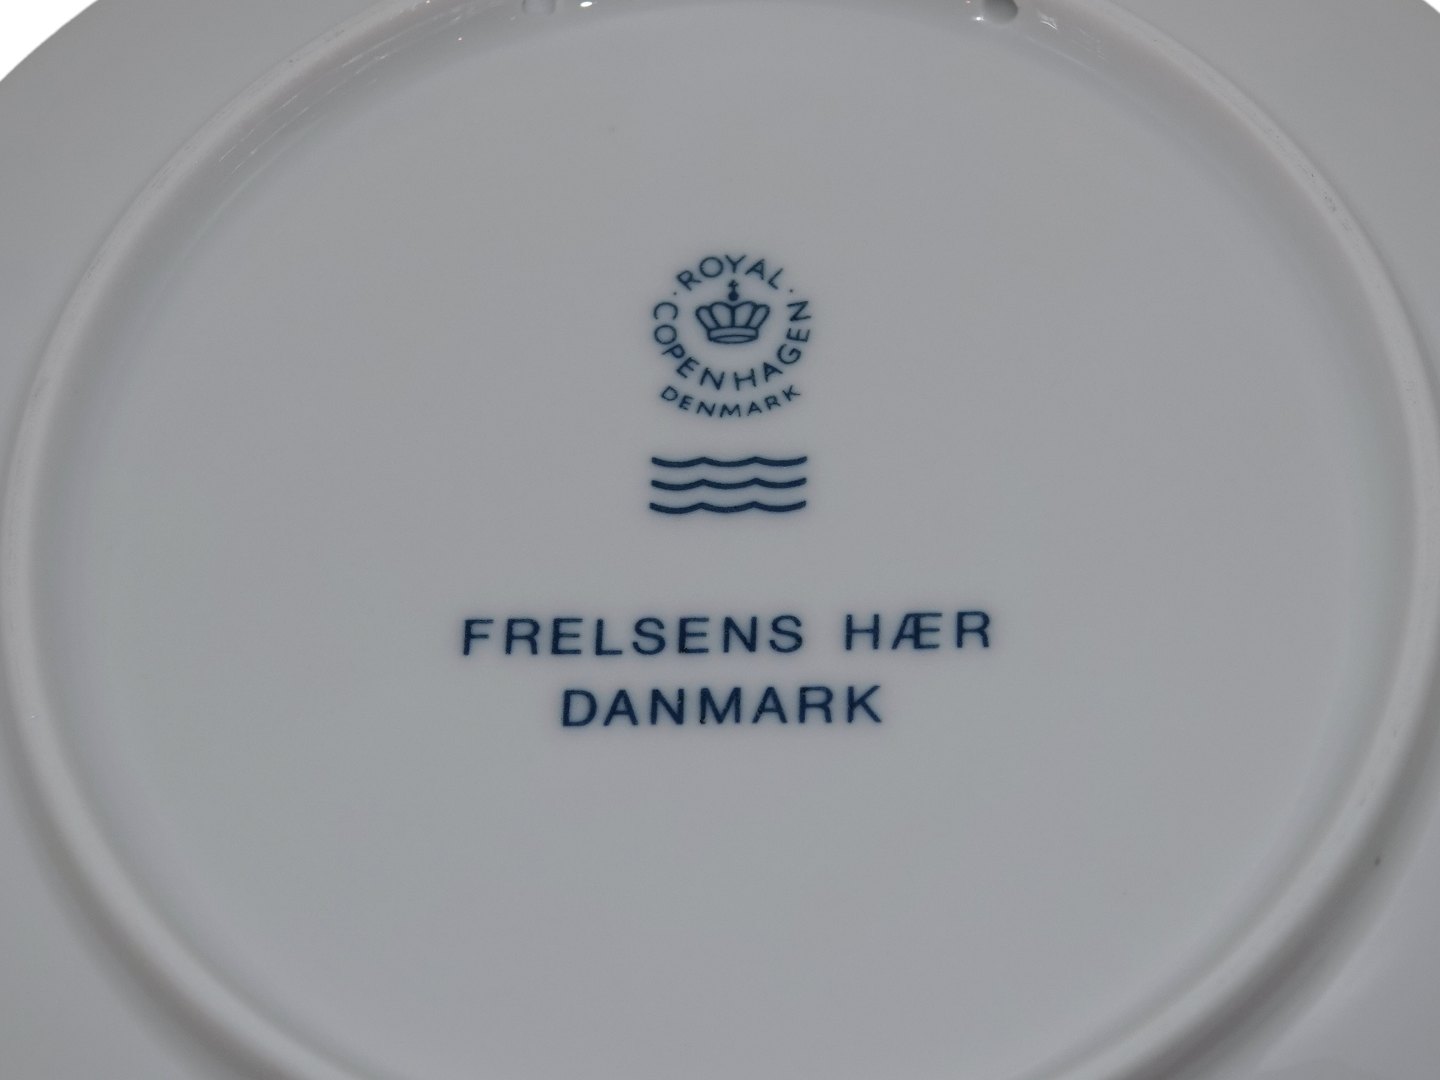 · ROYAL ·
COPENHAGEN
DENMARK
FRELSENS HÆR
DANMARK